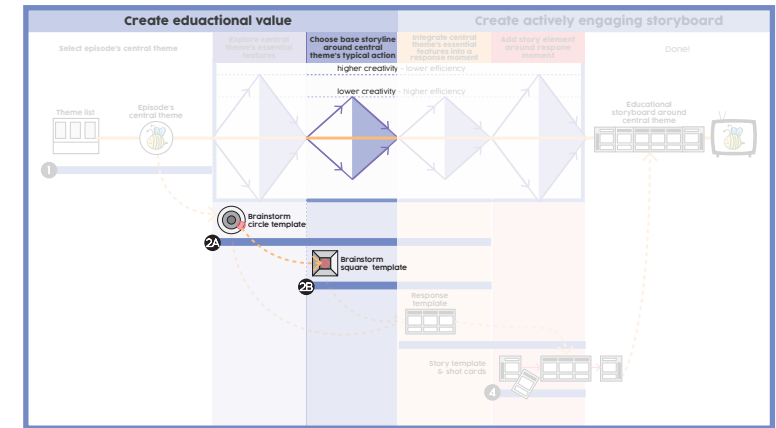 Create eduactional value
Create actively engaging storyboard
Select episode's central theme
Explore central
theme's essential
features
Choose base storyline
around central
theme's typical action
Integrate central
theme's essential
features into a
response moment
Add story element
around response
moment
Done!
higher creativity - lower efficiency
lower creativity - higher efficiency
Theme list
Episode's
central theme
Educational
storyboard around
central theme
1
Brainstorm
circle template
2A
Brainstorm
square template
2B
Response
template
Story template
& shot cards
4